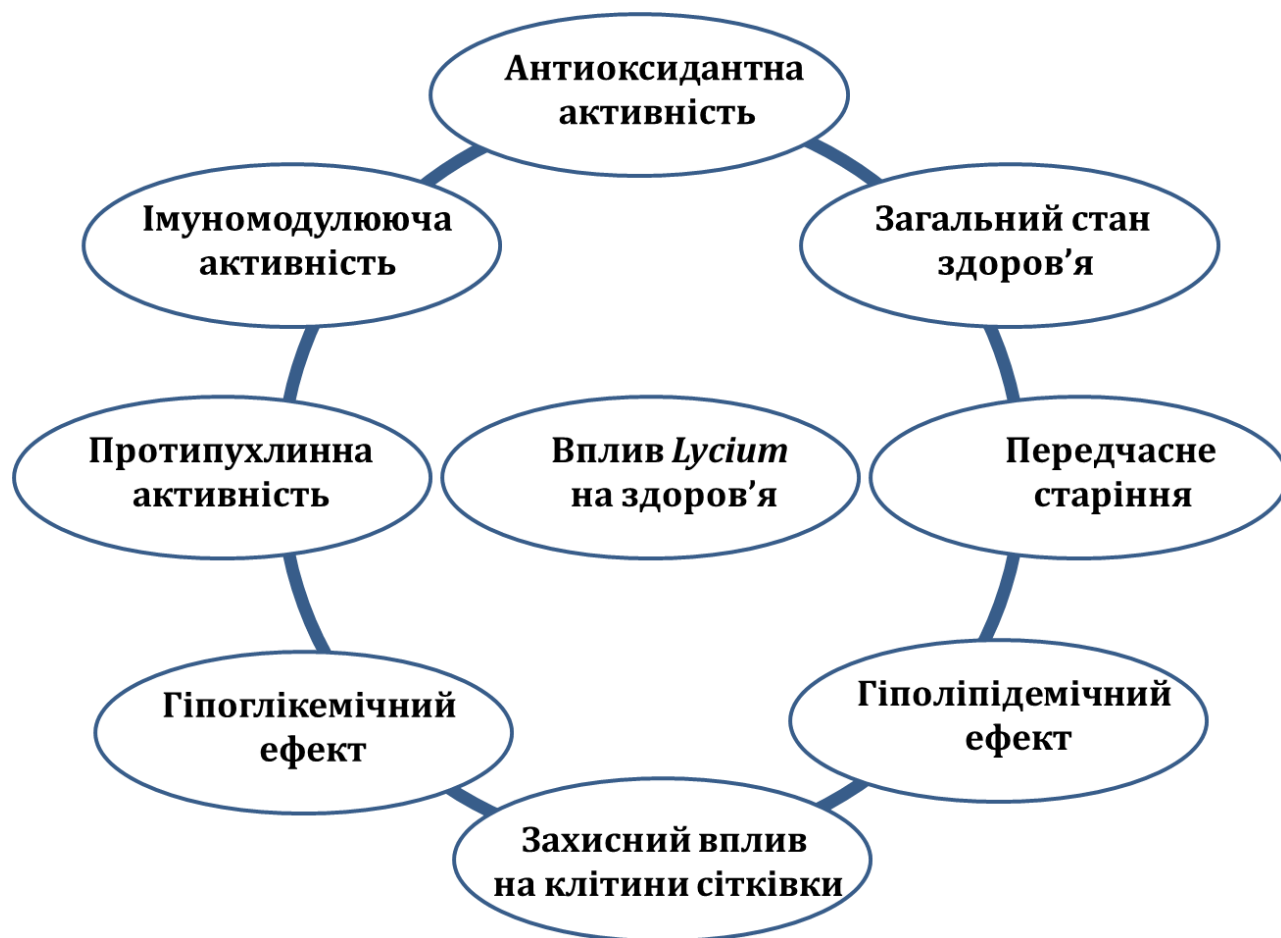 Антиоксидантна
активність
Імуномодулююча
активність
Загальний стан
здоров’я
Протипухлинна
активність
Вплив Lycium
на здоров’я
Передчасне
старіння
Гіпоглікемічний
ефект
Гіполіпідемічний
ефект
Захисний вплив
на клітини сітківки